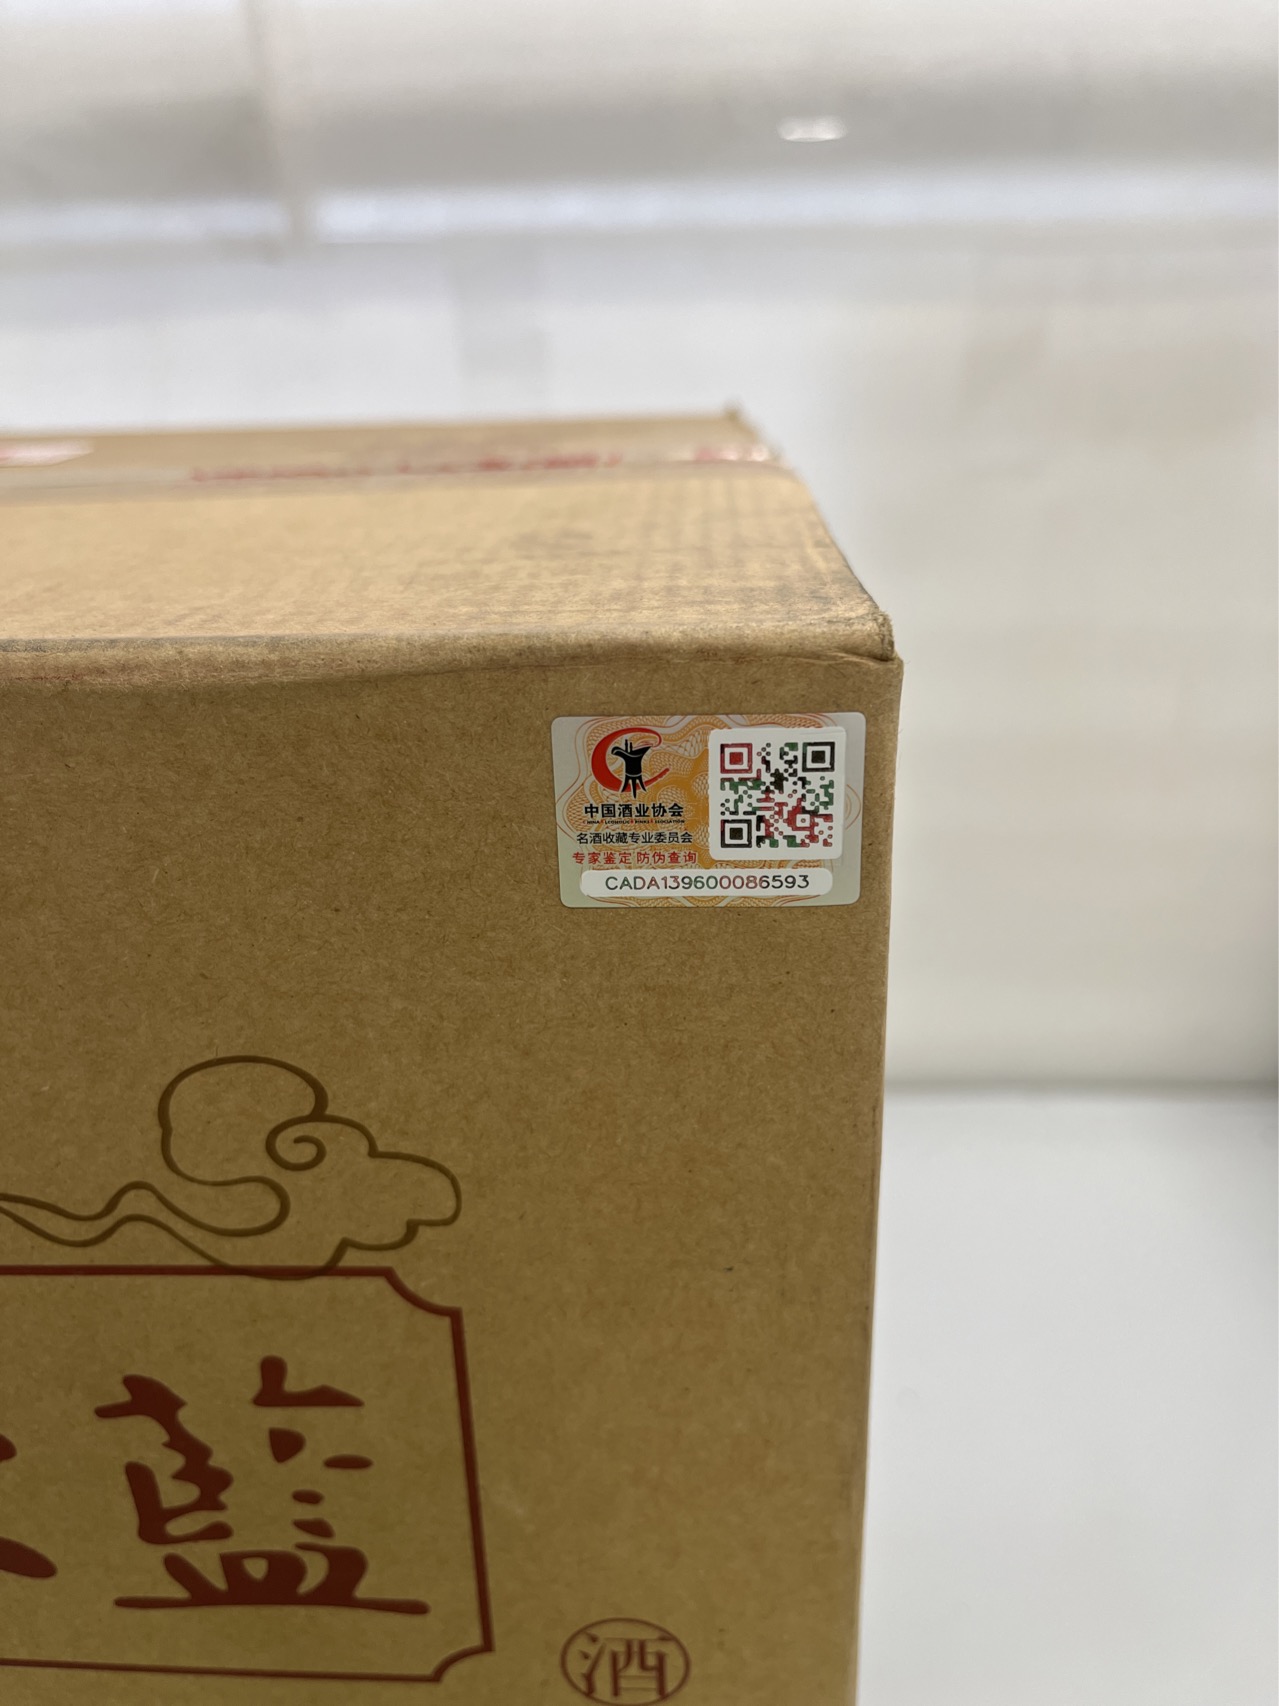 中国酒业协会
名酒收藏专业委员会
专家鉴定 防伪查询
CADA139600086593
藍
酒